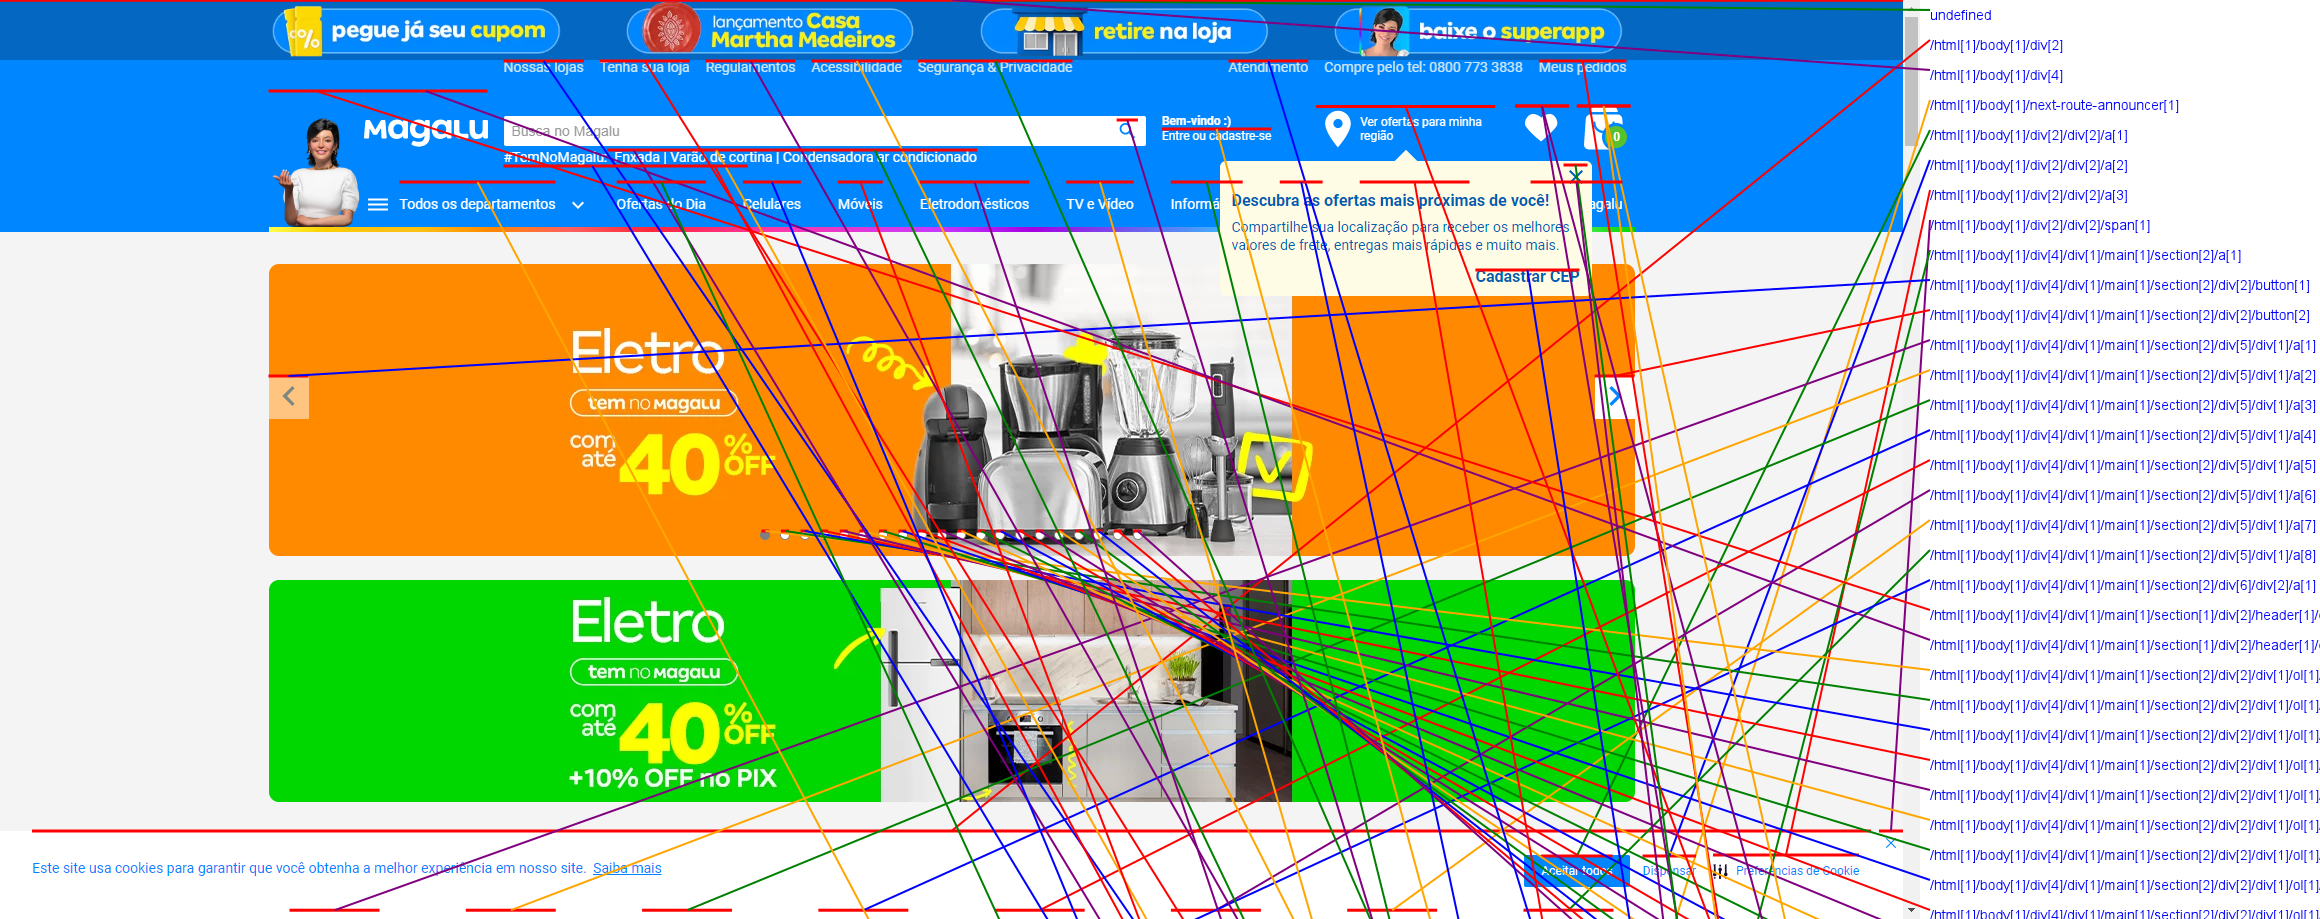 pegue já seu cupom
lançamento Casa
Martha Medeiros
retire na loja
baixe o superapp
Nossas lojas
Tenha sua loja
Regulamentos
Acessibilidade
Segurança & Privacidade
Atendimento
Compre pelo tel: 0800 773 3838
Meus pedidos
Magalu
Busca no Magalu
Bem-vindo :)
Entre ou cadastre-se
Ver ofertas para minha
região
0
#TemNoMagalu: Enxada | Varão de cortina | Condensadora ar condicionado
Todos os departamentos
Ofertas do Dia
Celulares
Móveis
Eletrodomésticos
TV e Vídeo
Descubra as ofertas mais próximas de você!
Compartilhe sua localização para receber os melhores
valores de frete, entregas mais rápidas e muito mais.
Cadastrar CEP
Eletro
tem no Magalu
com até 40% OFF
Eletro
tem no Magalu
com até 40% OFF
+10% OFF no PIX
Este site usa cookies para garantir que você obtenha a melhor experiência em nosso site. Saiba mais
Aceitar todos
Dispensar
Preferências de Cookie
undefined
/html[1]/body[1]/div[2]
/html[1]/body[1]/div[4]
/html[1]/body[1]/next-route-announcer[1]
/html[1]/body[1]/div[2]/div[2]/a[1]
/html[1]/body[1]/div[2]/div[2]/a[2]
/html[1]/body[1]/div[2]/div[2]/a[3]
/html[1]/body[1]/div[2]/div[2]/span[1]
/html[1]/body[1]/div[4]/div[1]/main[1]/section[2]/a[1]
/html[1]/body[1]/div[4]/div[1]/main[1]/section[2]/div[2]/button[1]
/html[1]/body[1]/div[4]/div[1]/main[1]/section[2]/div[2]/button[2]
/html[1]/body[1]/div[4]/div[1]/main[1]/section[2]/div[5]/div[1]/a[1]
/html[1]/body[1]/div[4]/div[1]/main[1]/section[2]/div[5]/div[1]/a[2]
/html[1]/body[1]/div[4]/div[1]/main[1]/section[2]/div[5]/div[1]/a[3]
/html[1]/body[1]/div[4]/div[1]/main[1]/section[2]/div[5]/div[1]/a[4]
/html[1]/body[1]/div[4]/div[1]/main[1]/section[2]/div[5]/div[1]/a[5]
/html[1]/body[1]/div[4]/div[1]/main[1]/section[2]/div[5]/div[1]/a[6]
/html[1]/body[1]/div[4]/div[1]/main[1]/section[2]/div[5]/div[1]/a[7]
/html[1]/body[1]/div[4]/div[1]/main[1]/section[2]/div[5]/div[1]/a[8]
/html[1]/body[1]/div[4]/div[1]/main[1]/section[2]/div[6]/div[2]/a[1]
/html[1]/body[1]/div[4]/div[1]/main[1]/section[1]/div[2]/header[1]/
/html[1]/body[1]/div[4]/div[1]/main[1]/section[1]/div[2]/header[1]/
/html[1]/body[1]/div[4]/div[1]/main[1]/section[2]/div[2]/div[1]/ol[1]
/html[1]/body[1]/div[4]/div[1]/main[1]/section[2]/div[2]/div[1]/ol[1]
/html[1]/body[1]/div[4]/div[1]/main[1]/section[2]/div[2]/div[1]/ol[1]
/html[1]/body[1]/div[4]/div[1]/main[1]/section[2]/div[2]/div[1]/ol[1]
/html[1]/body[1]/div[4]/div[1]/main[1]/section[2]/div[2]/div[1]/ol[1]
/html[1]/body[1]/div[4]/div[1]/main[1]/section[2]/div[2]/div[1]/ol[1]
/html[1]/body[1]/div[4]/div[1]/main[1]/section[2]/div[2]/div[1]/ol[1]
/html[1]/body[1]/div[4]/div[1]/main[1]/section[2]/div[2]/div[1]/ol[1]
/html[1]/body[1]/div[4]/div[1]/main[1]/section[2]/div[2]/div[1]/ol[1]